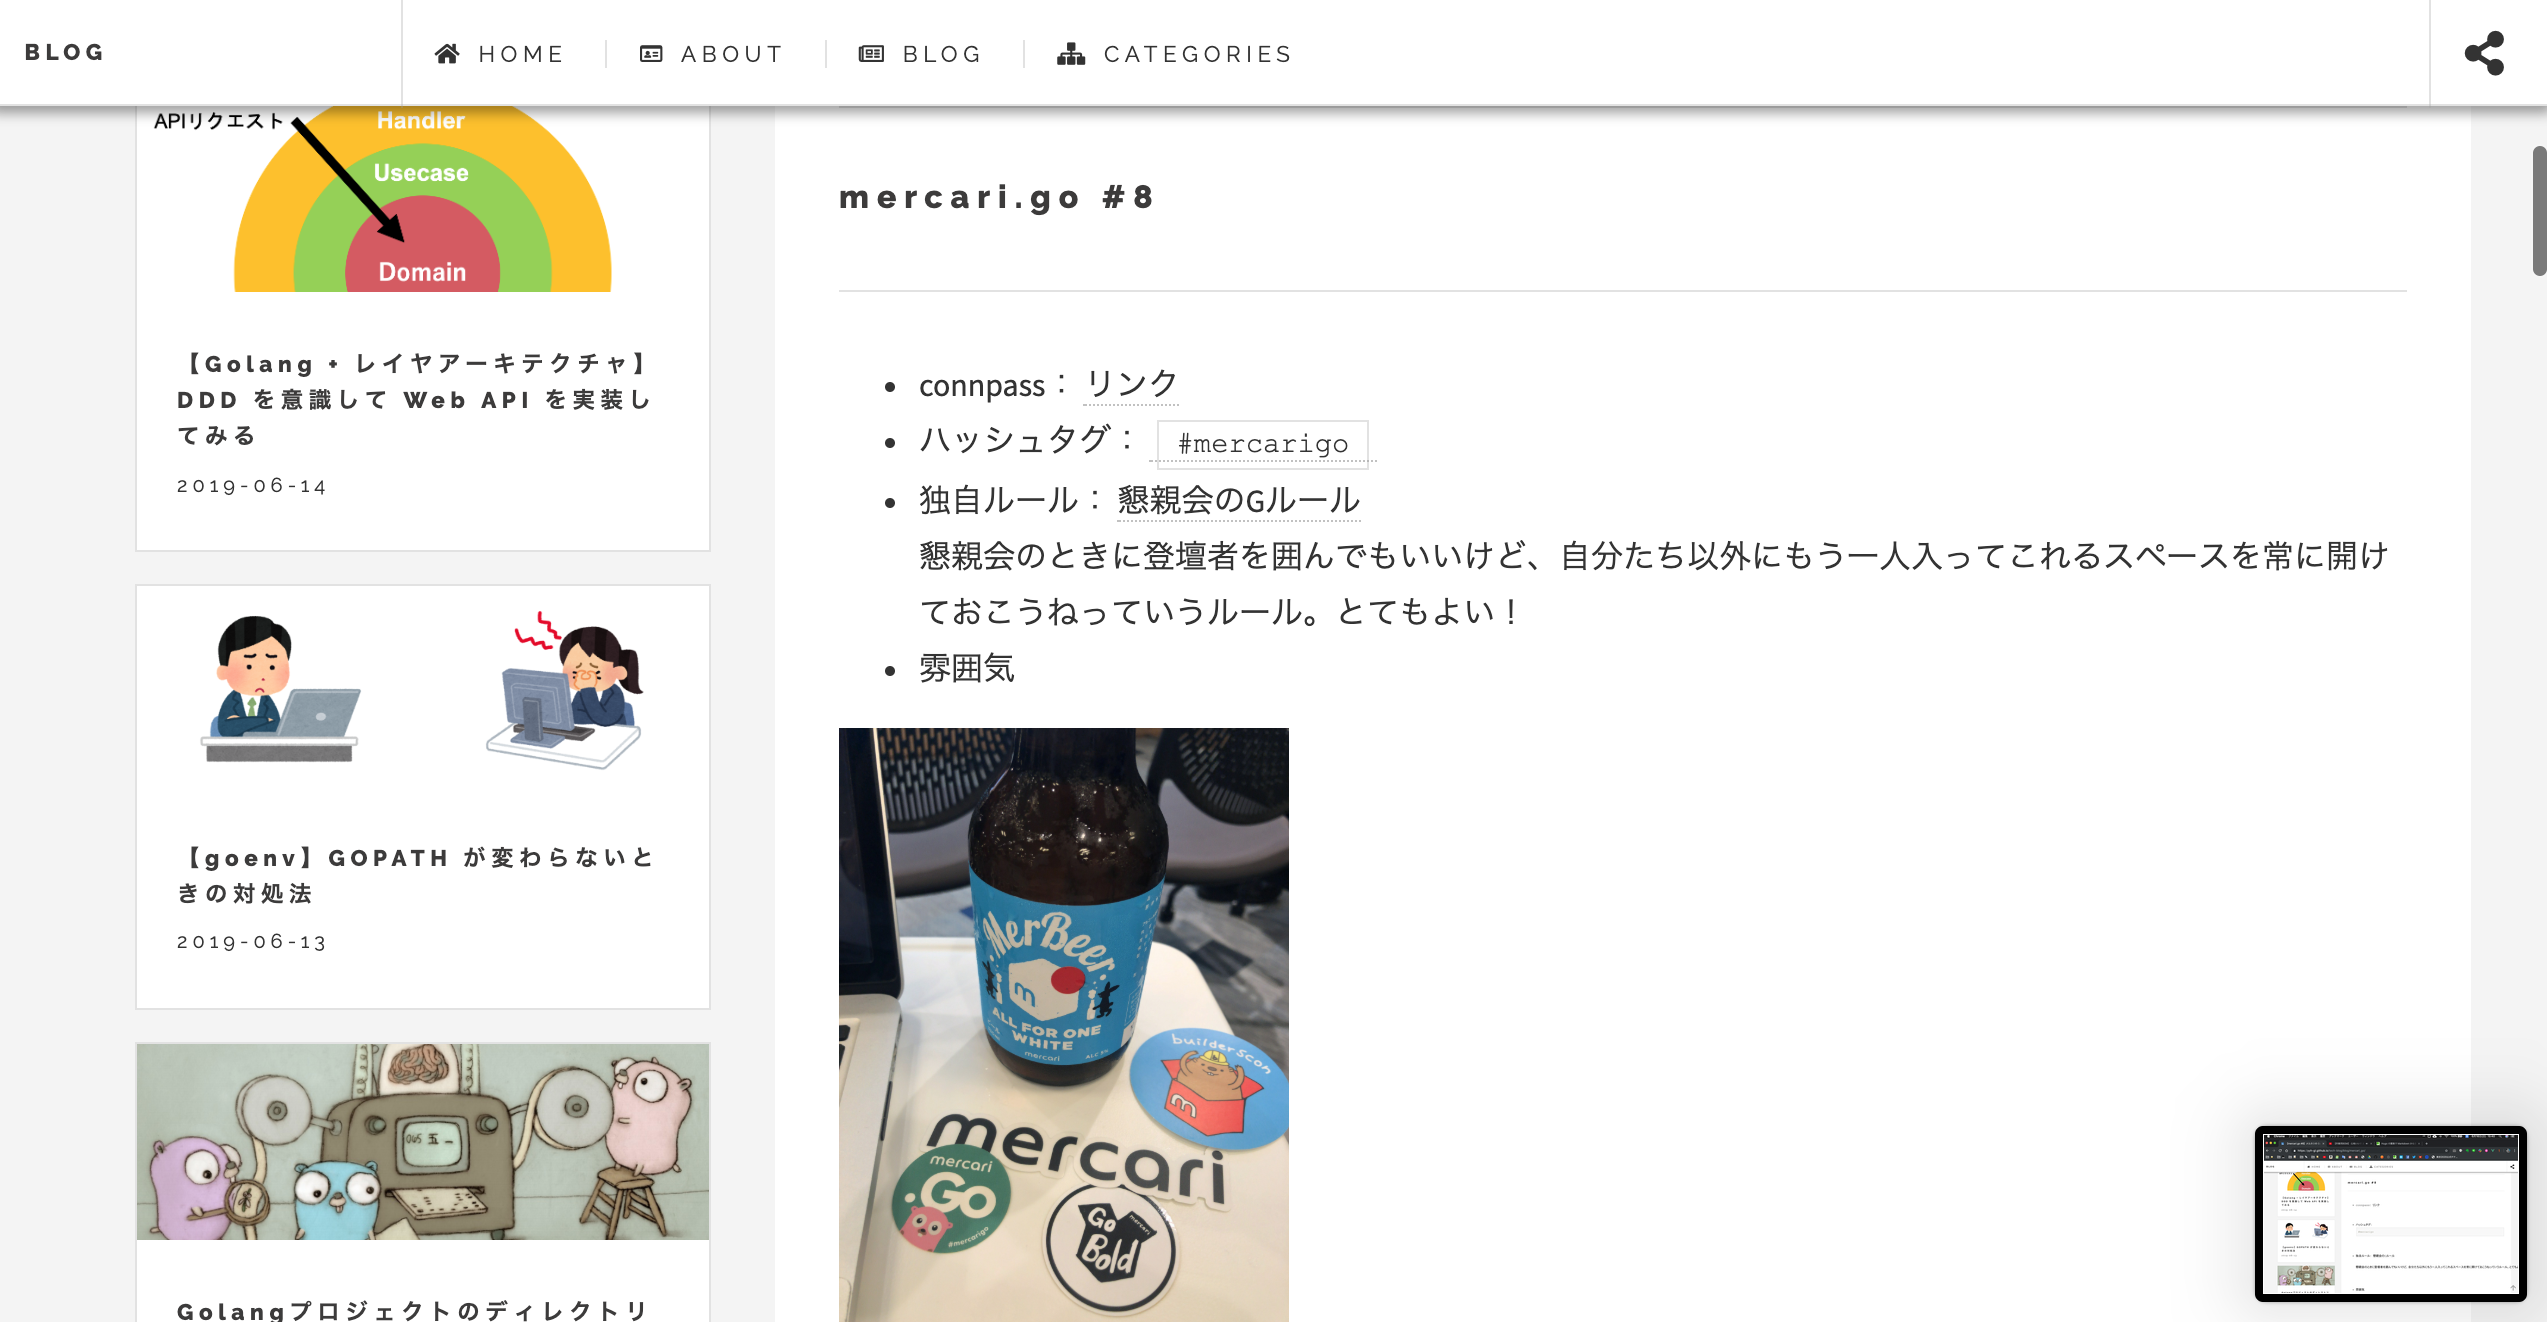 BLOG
HOME
ABOUT
BLOG
CATEGORIES
APIリクエスト
Handler
Usecase
Domain
【Golang + レイヤアーキテクチャ】
DDD を意識して Web API を実装し
てみる
2019-06-14
【goenv】GOPATH が変わらないと
きの対処法
2019-06-13
065 五一
Golangプロジェクトのディレクトリ
mercari.go #8
connpass： リンク
ハッシュタグ： #mercarigo
独自ルール： 懇親会のGルール
懇親会のときに登壇者を囲んでもいいけど、自分たち以外にもう一人入ってこれるスペースを常に開け
ておこうねっていうルール。とてもよい！
雰囲気
MerBeer
m
ALL FOR ONE
WHITE
mercari
ALC 5%
builderscon
m
mercari
mercari
.Go
#mercarigo
mercari
Go
Bold
mercari.go #8